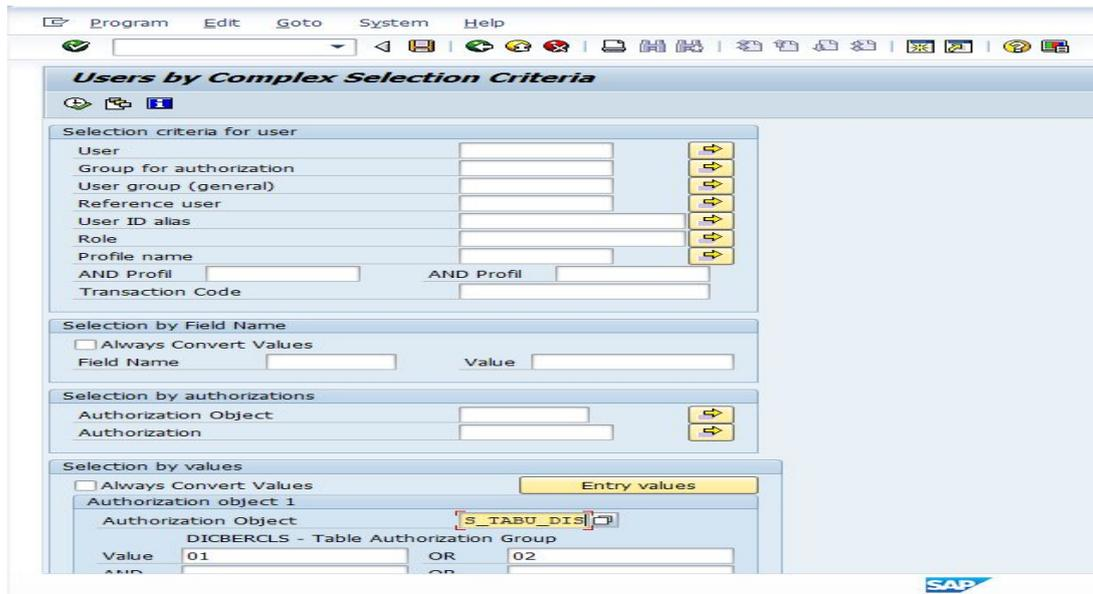 Program Edit Goto System Help
Users by Complex Selection Criteria
Selection criteria for user
User
Group for authorization
User group (general)
Reference user
User ID alias
Role
Profile name
AND Profil AND Profil
Transaction Code
Selection by Field Name
Always Convert Values
Field Name Value
Selection by authorizations
Authorization Object
Authorization
Selection by values
Always Convert Values Entry values
Authorization object 1
Authorization Object S_TABU_DIS
DICBERCLS - Table Authorization Group
Value 01 OR 02
AND OR
SAP